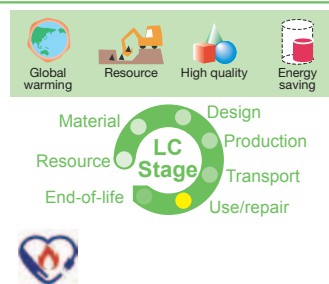 Global warming
Resource
High quality
Energy saving
Material
Design
Resource
LC Stage
Production
Transport
End-of-life
Use/repair